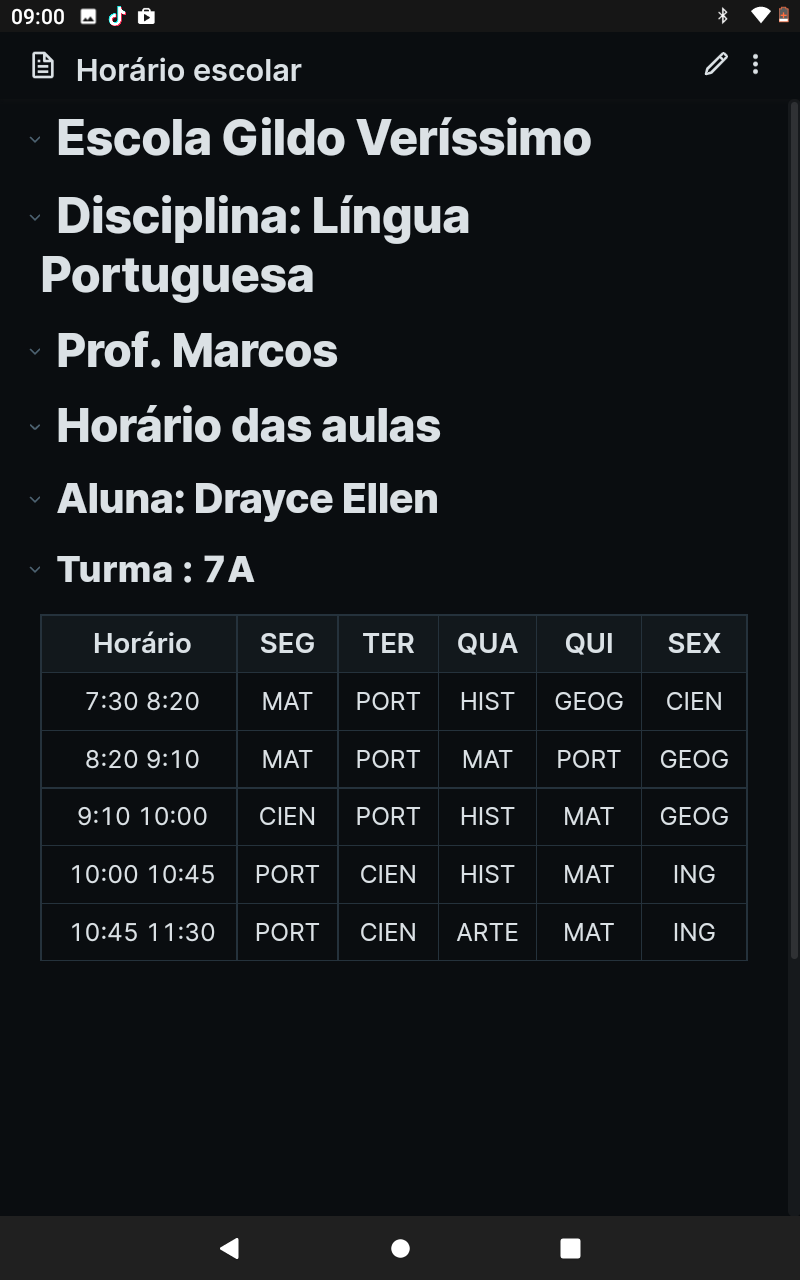 09:00
Horário escolar
Escola Gildo Veríssimo
Disciplina: Língua
Portuguesa
Prof. Marcos
Horário das aulas
Aluna: Drayce Ellen
Turma : 7A
Horário SEG TER QUA QUI SEX
7:30 8:20 MAT PORT HIST GEOG CIEN
8:20 9:10 MAT PORT MAT PORT GEOG
9:10 10:00 CIEN PORT HIST MAT GEOG
10:00 10:45 PORT CIEN HIST MAT ING
10:45 11:30 PORT CIEN ARTE MAT ING